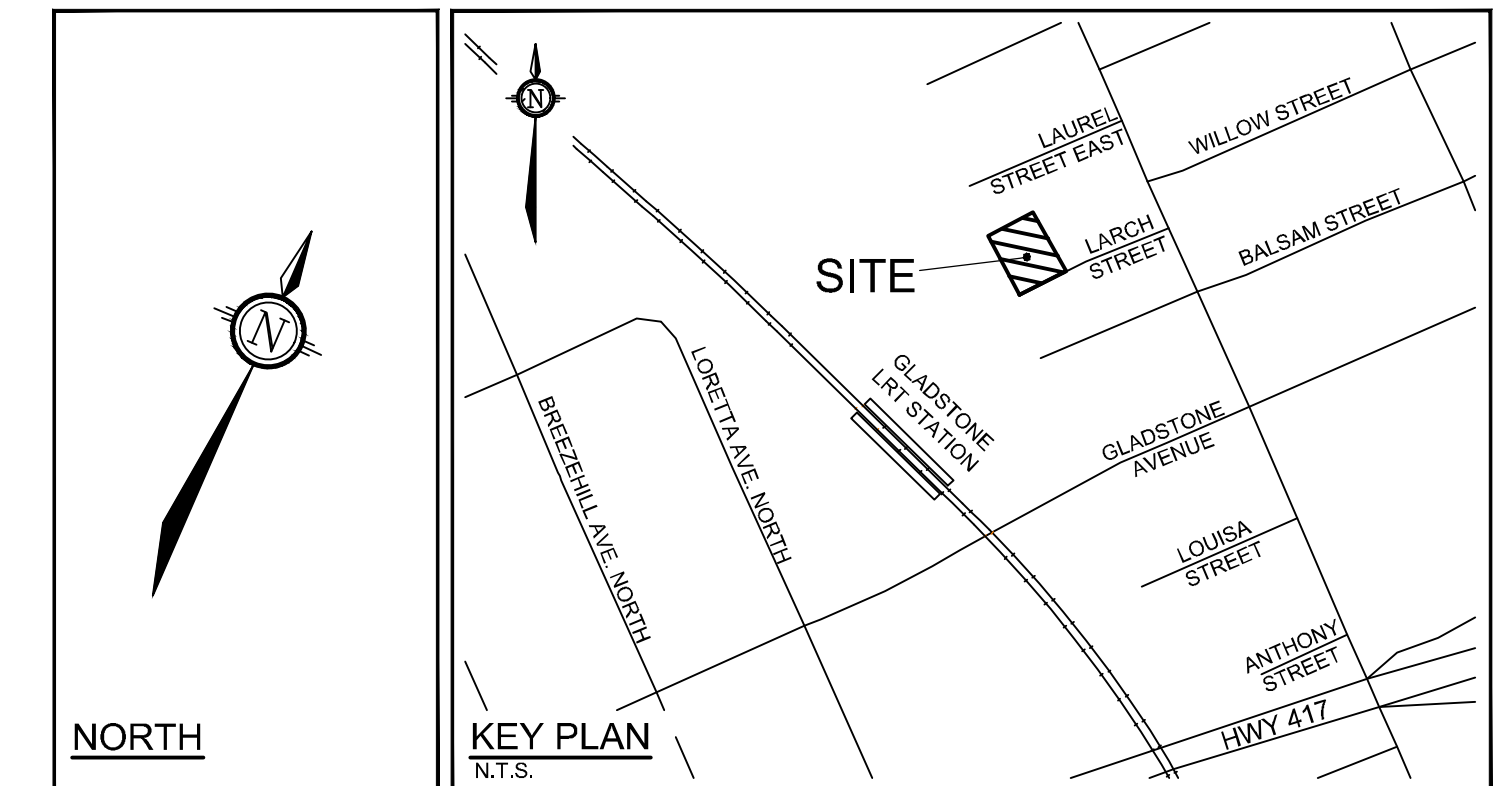 N
NORTH
N
LAUREL
STREET EAST
WILLOW STREET
LARCH
STREET
BALSAM STREET
SITE
GLADSTONE
LRT STATION
LORETTA AVE. NORTH
BREEZEHILL AVE. NORTH
GLADSTONE
AVENUE
LOUISA
STREET
ANTHONY
STREET
HWY 417
KEY PLAN
N.T.S.